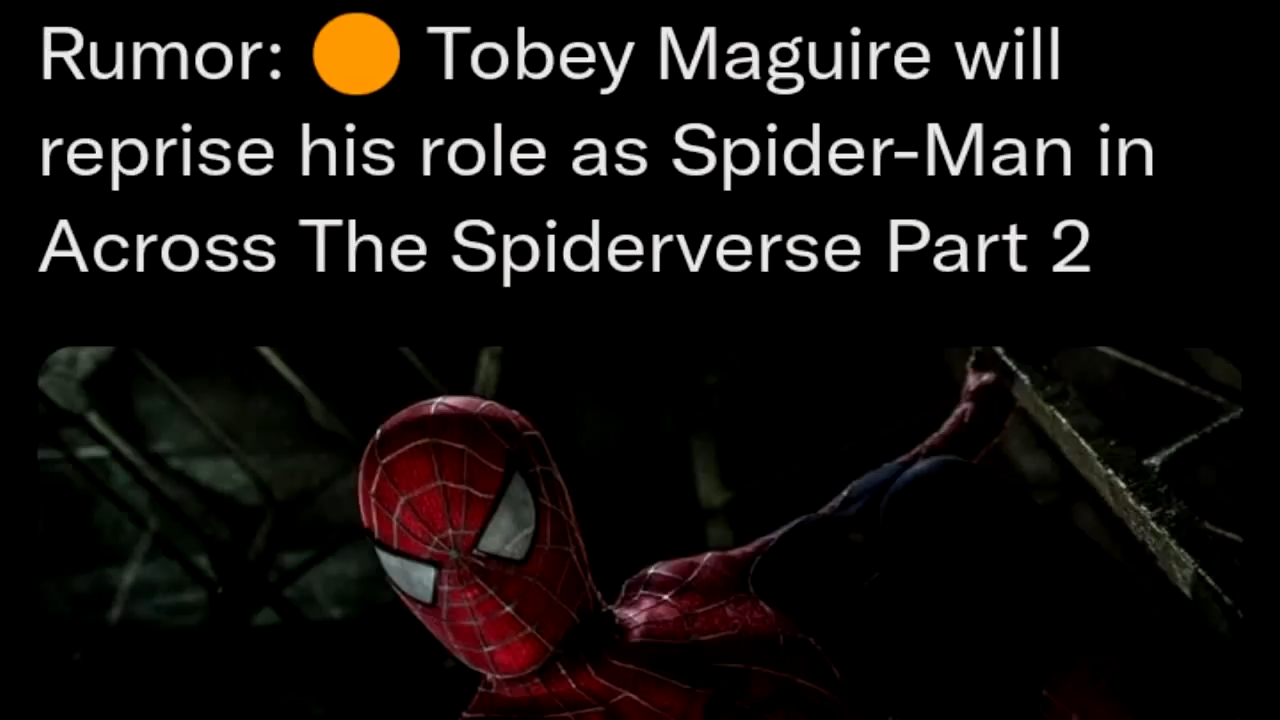 Rumor: 🟠 Tobey Maguire will
reprise his role as Spider-Man in
Across The Spiderverse Part 2